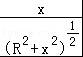 x
(R²+x²)^(1/2)